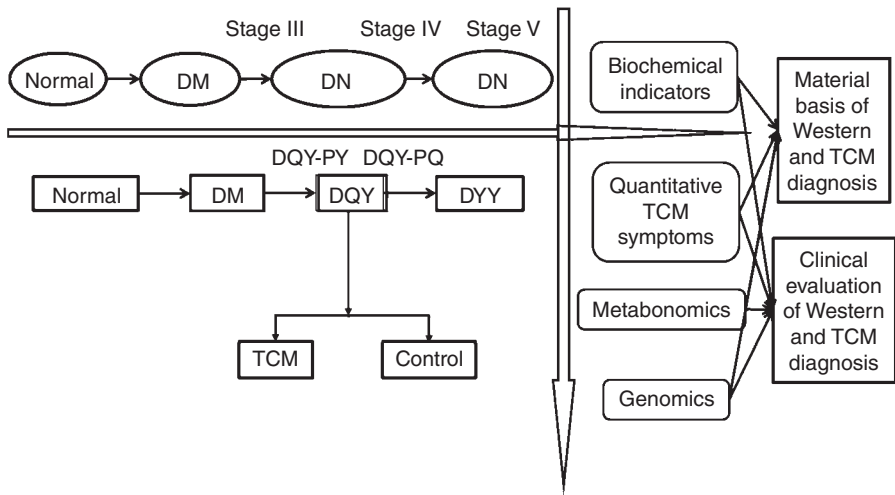 Stage III Stage IV Stage V
Normal DM DN DN
DQY-PY DQY-PQ
Normal DM DQY DYY
TCM Control
Biochemical
indicators
Quantitative
TCM
symptoms
Metabonomics
Genomics
Material
basis of
Western
and TCM
diagnosis
Clinical
evaluation
of Western
and TCM
diagnosis